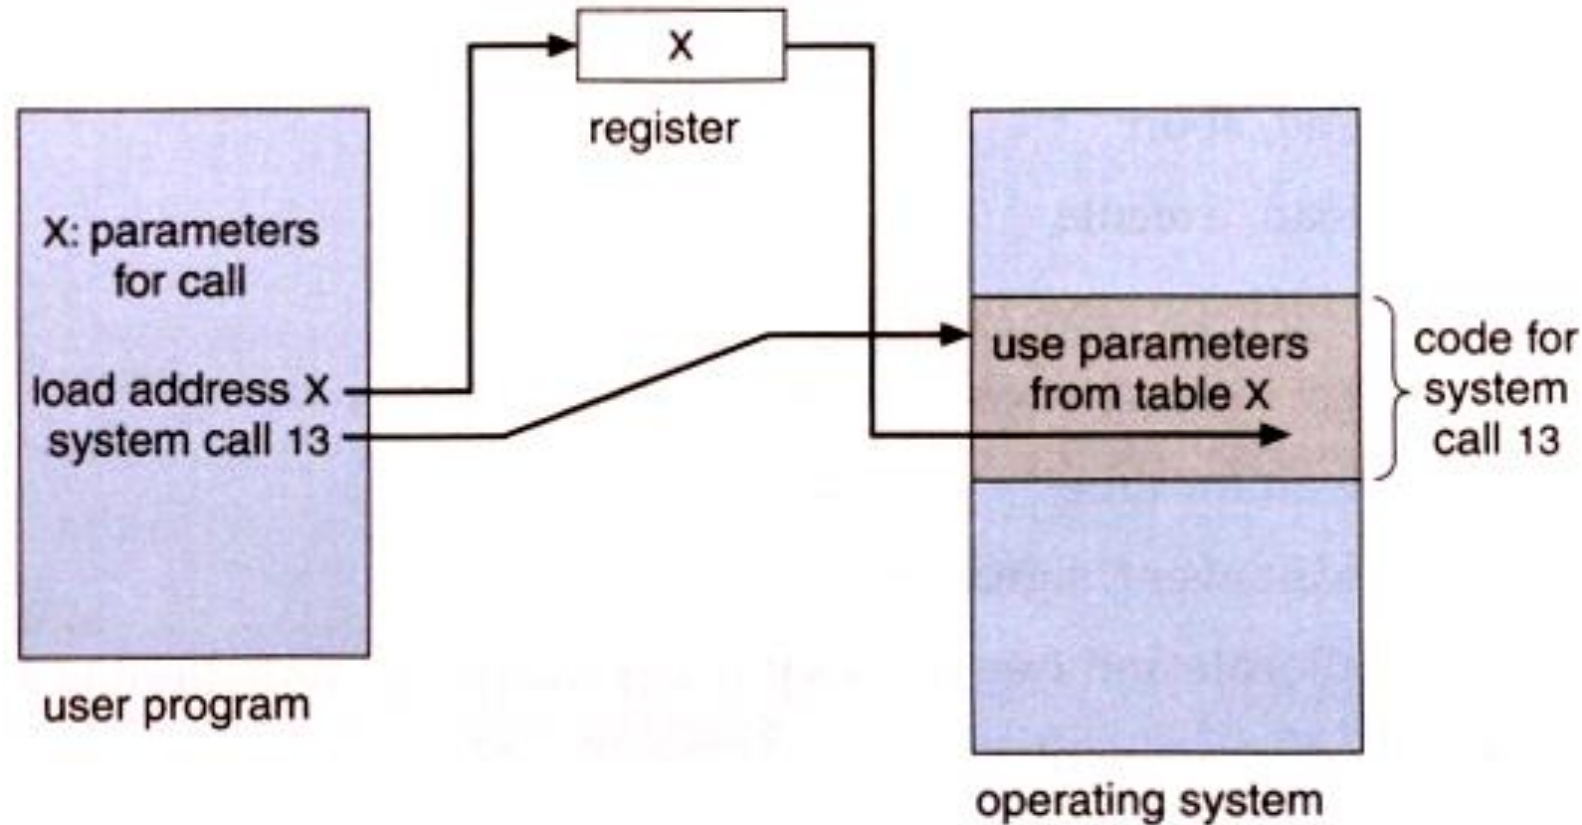 X
register
X: parameters
for call
load address X
system call 13
user program
use parameters
from table X
code for
system
call 13
operating system